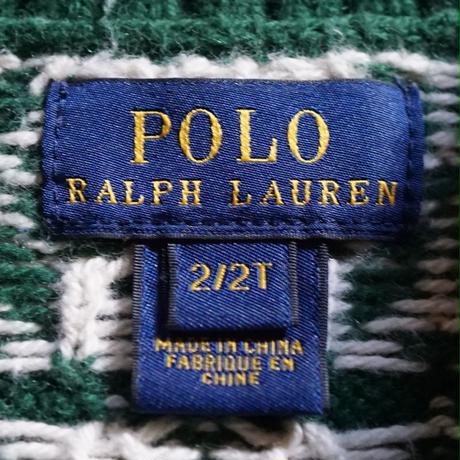 POLO
RALPH LAUREN
2/2T
MADE IN CHINA
FABRIQUE EN
CHINE